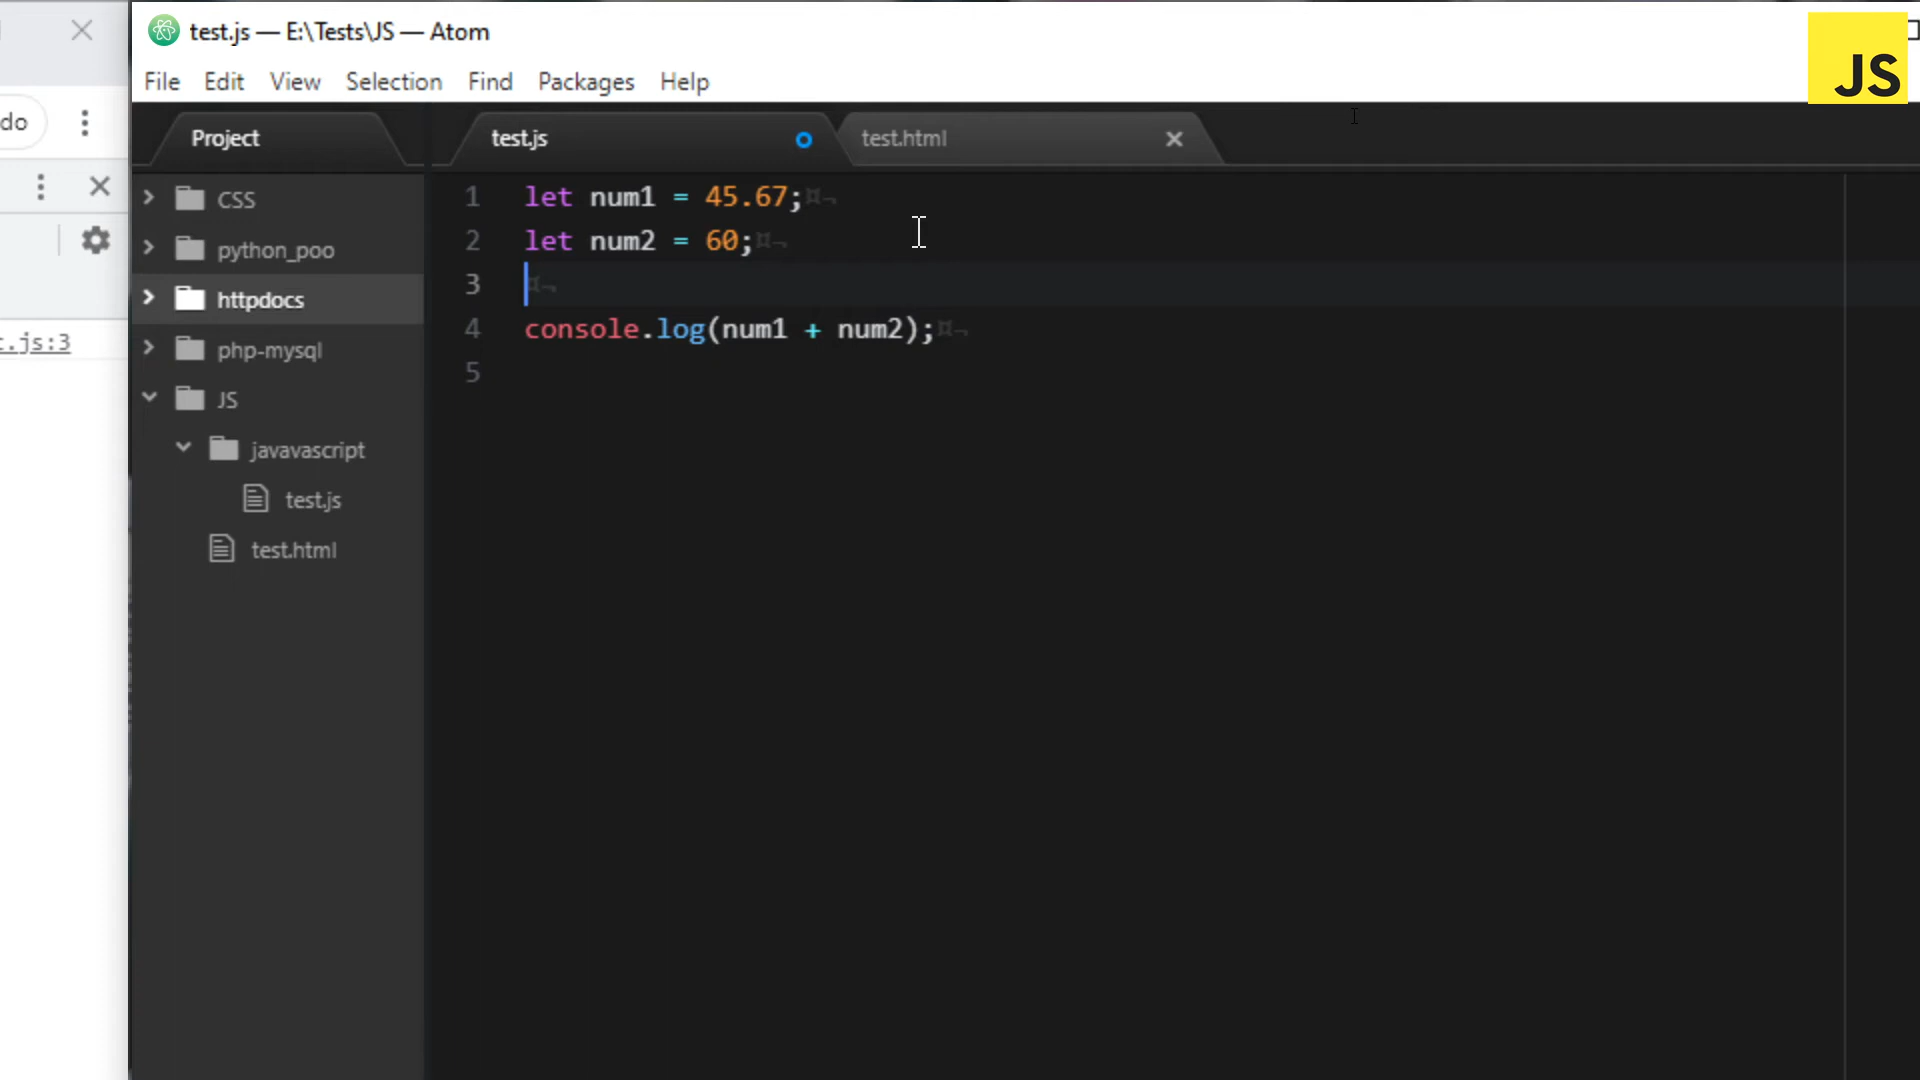 test.js — E:\Tests\JS — Atom
JS
File Edit View Selection Find Packages Help
do
Project
test.js
test.html
CSS
python_poo
httpdocs
php-mysql
JS
javavascript
test.js
test.html
t.js:3
1 let num1 = 45.67;¤¬
2 let num2 = 60;¤¬
3 ¤¬
4 console.log(num1 + num2);¤¬
5